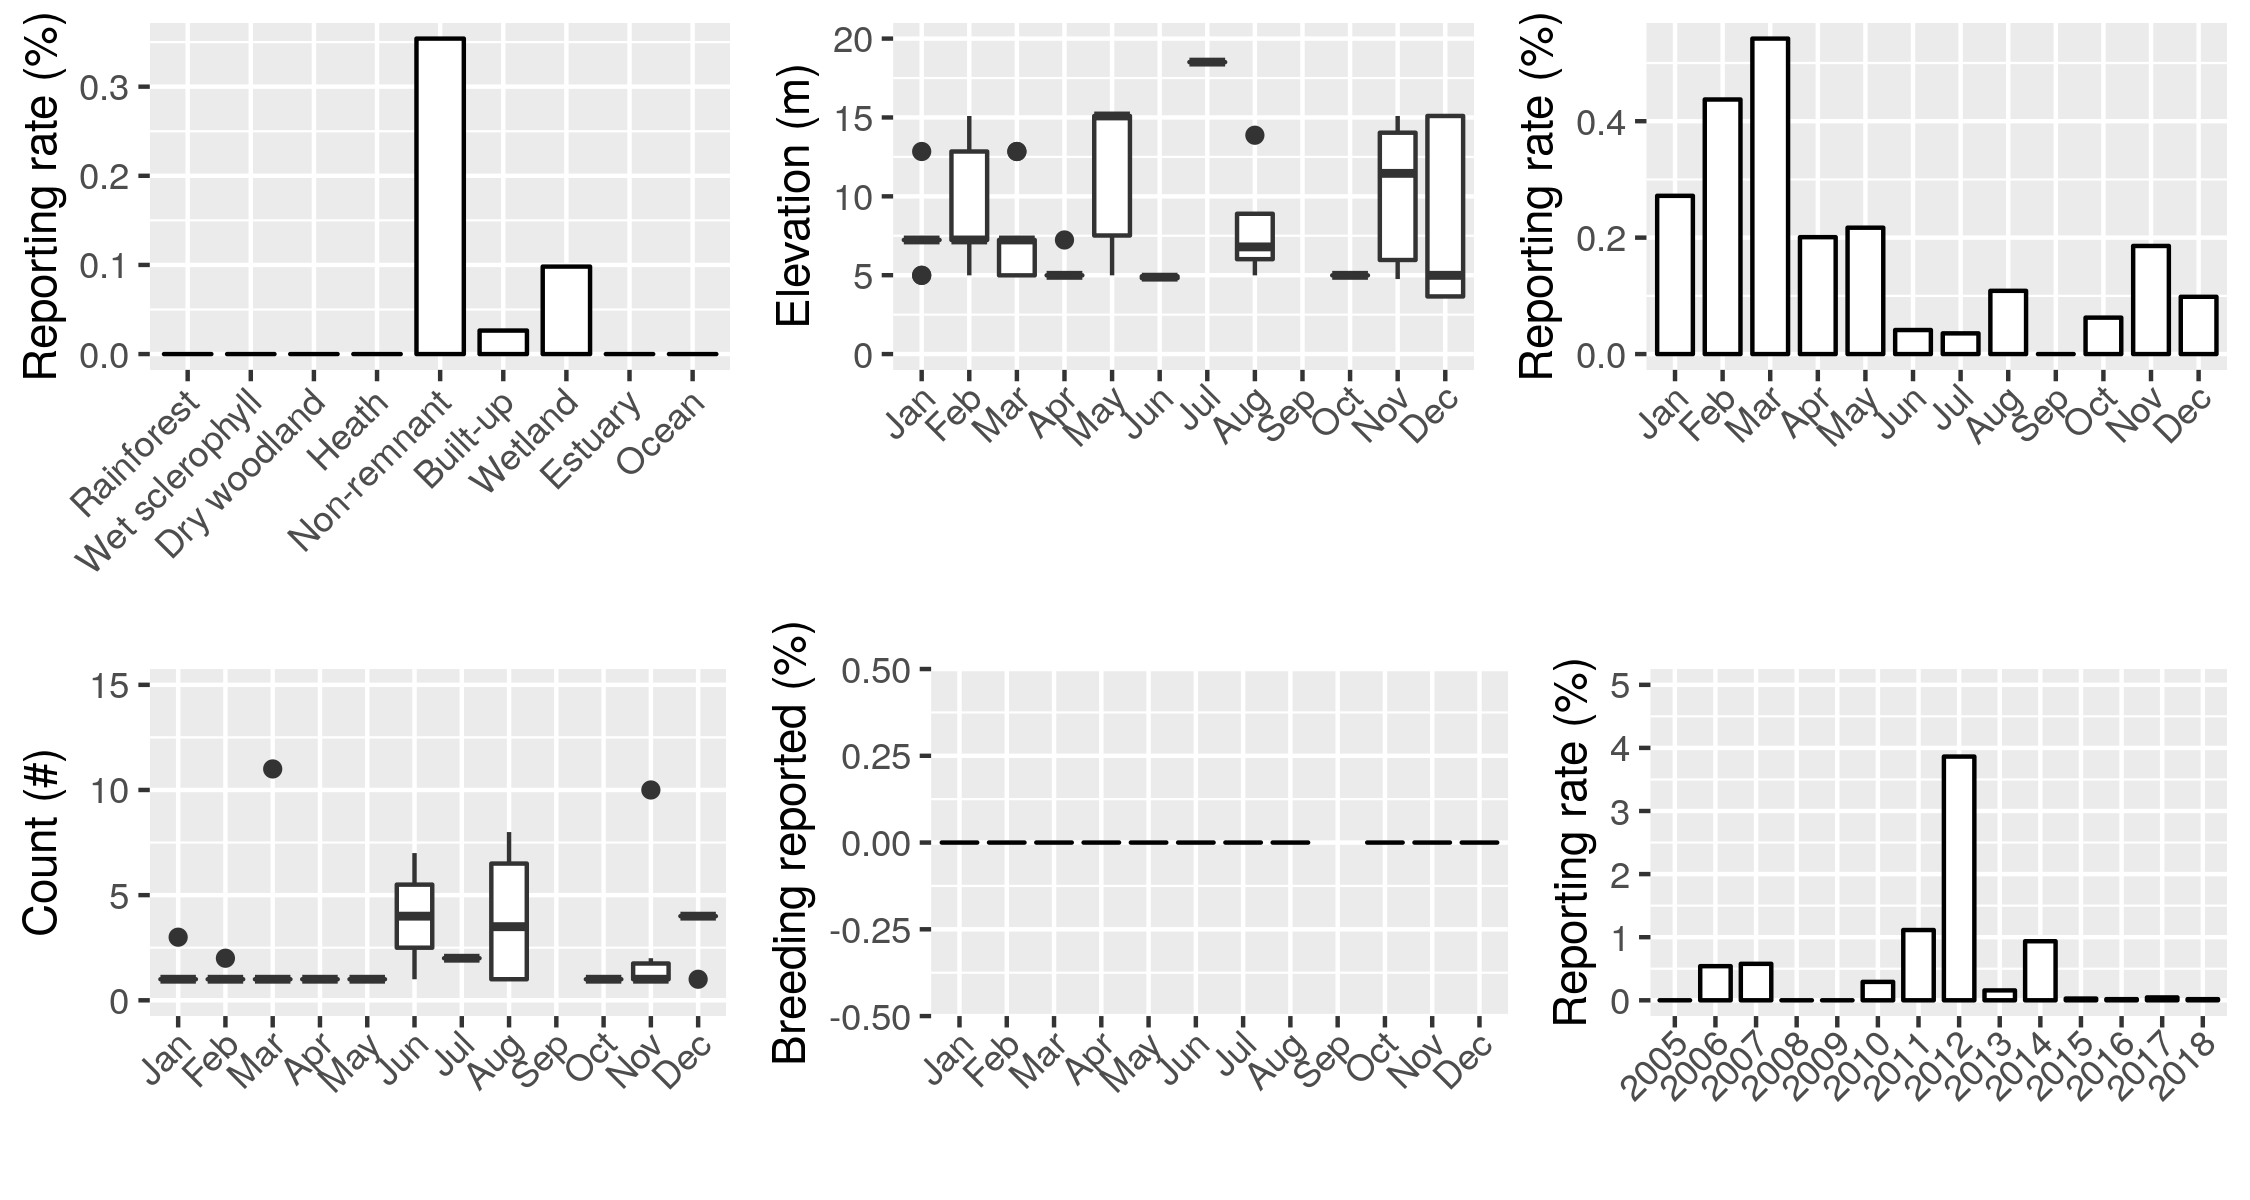 Reporting rate (%)
0.3
0.2
0.1
0.0
Rainforest
Wet sclerophyll
Dry woodland
Heath
Non-remnant
Built-up
Wetland
Estuary
Ocean
Elevation (m)
20
15
10
5
0
Jan
Feb
Mar
Apr
May
Jun
Jul
Aug
Sep
Oct
Nov
Dec
Reporting rate (%)
0.4
0.2
0.0
Jan
Feb
Mar
Apr
May
Jun
Jul
Aug
Sep
Oct
Nov
Dec
Count (#)
15
10
5
0
Jan
Feb
Mar
Apr
May
Jun
Jul
Aug
Sep
Oct
Nov
Dec
Breeding reported (%)
0.50
0.25
0.00
-0.25
-0.50
Jan
Feb
Mar
Apr
May
Jun
Jul
Aug
Sep
Oct
Nov
Dec
Reporting rate (%)
5
4
3
2
1
0
2005
2006
2007
2008
2009
2010
2011
2012
2013
2014
2015
2016
2017
2018